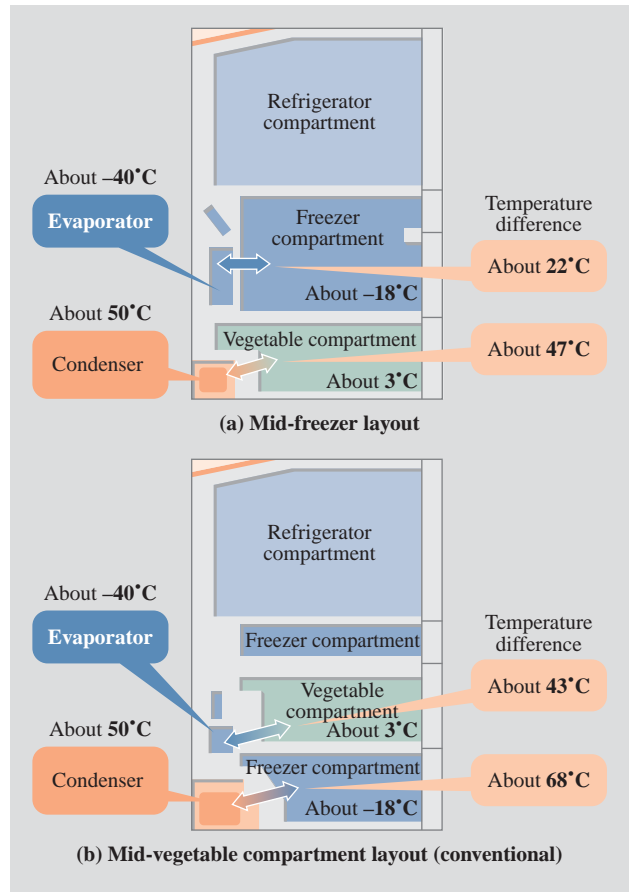 Refrigerator
compartment
About –40˚C
Evaporator
Freezer
compartment
Temperature
difference
About 22˚C
About –18˚C
About 50˚C
Condenser
Vegetable compartment
About 47˚C
About 3˚C
(a) Mid-freezer layout
Refrigerator
compartment
About –40˚C
Evaporator
Freezer compartment
Temperature
difference
Vegetable
compartment
About 43˚C
About 3˚C
About 50˚C
Condenser
Freezer compartment
About 68˚C
About –18˚C
(b) Mid-vegetable compartment layout (conventional)